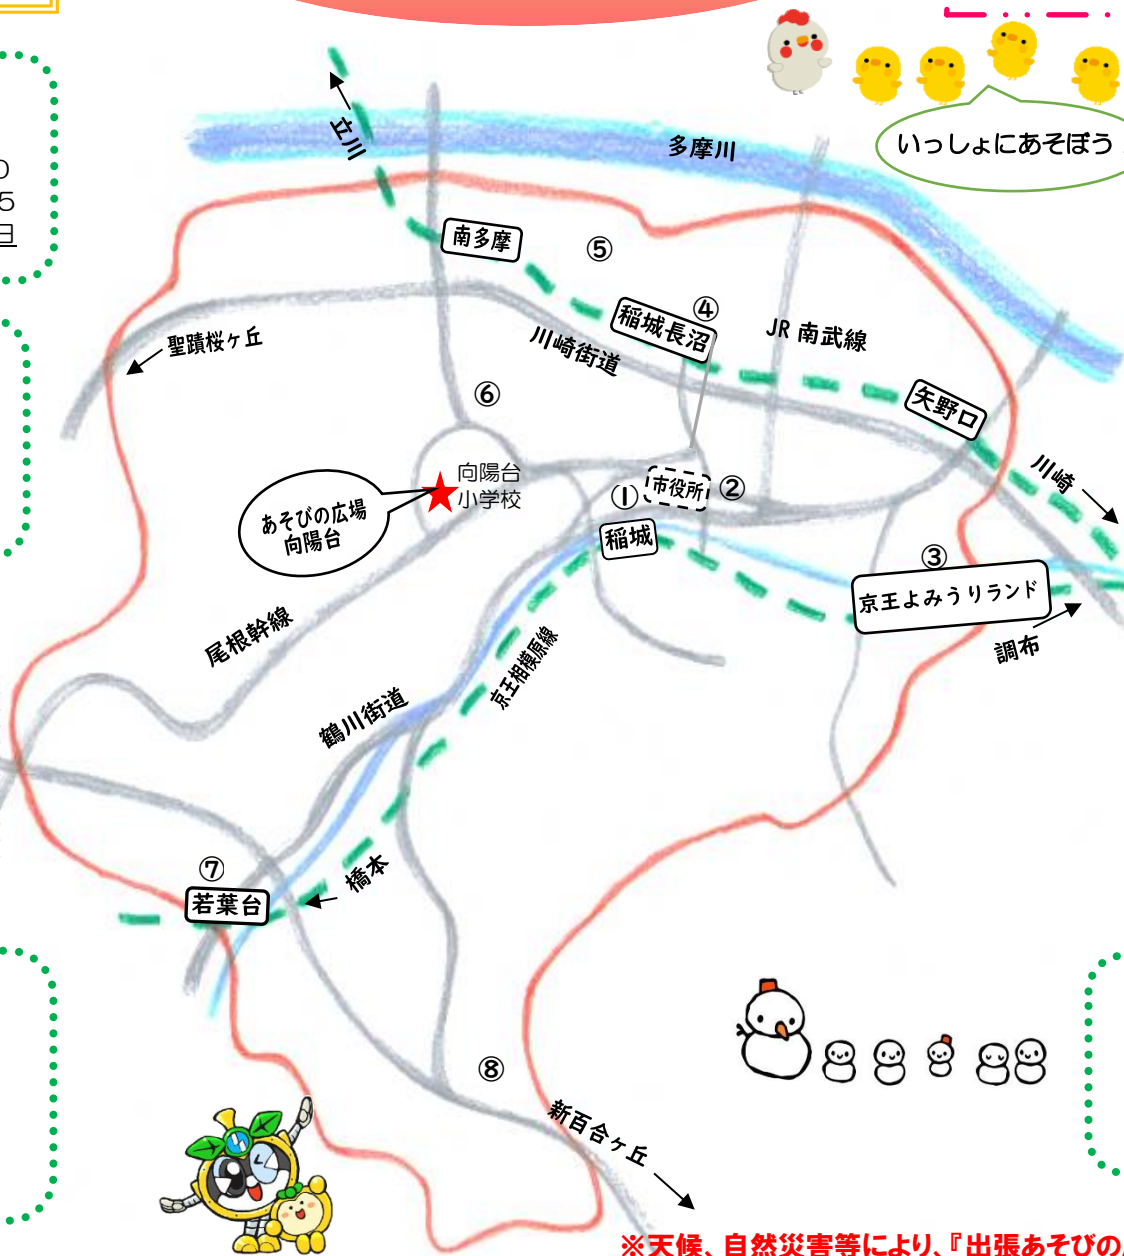 0
5
日
いっしょにあそぼう
立川
多摩川
南多摩
⑤
④
稲城長沼
JR 南武線
川崎街道
聖蹟桜ヶ丘
矢野口
⑥
川崎
向陽台
小学校
あそびの広場
向陽台
市役所
①
②
稲城
③
京王よみうりランド
調布
尾根幹線
京王相模原線
鶴川街道
⑦
橋本
若葉台
⑧
新百合ヶ丘
※天候、自然災害等により、『出張あそびの